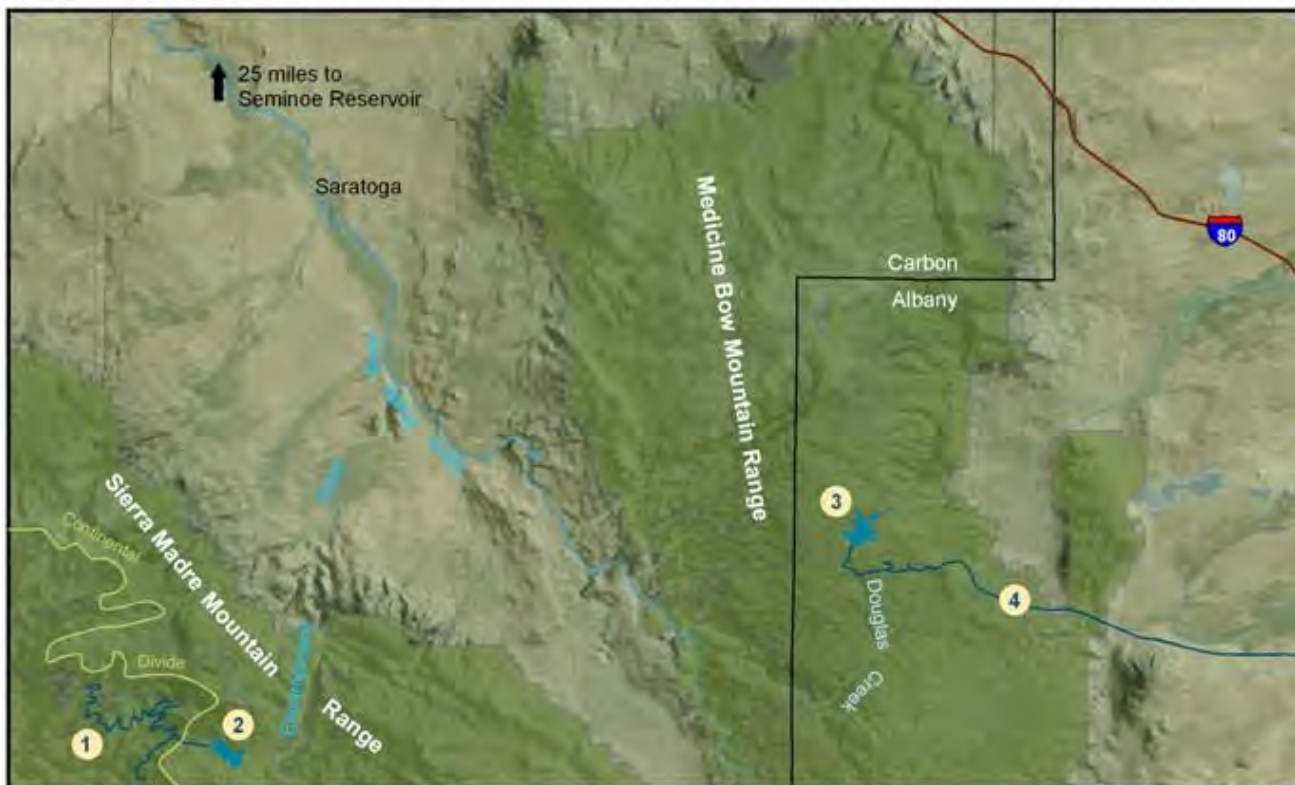 25 miles to
Seminoe Reservoir
Saratoga
80
Medicine Bow Mountain Range
Carbon
Albany
Sierra Madre Mountain
Range
Continental
Divide
3
4
Douglas
Creek
1
2